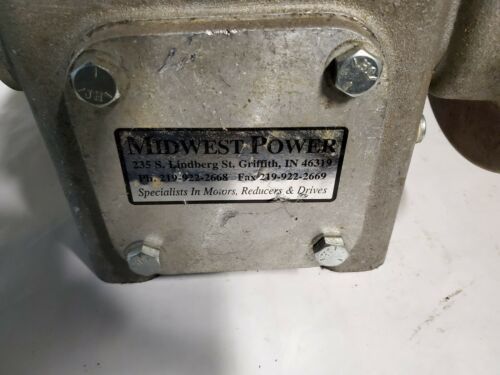 JH
MIDWEST POWER
235 S. Lindberg St. Griffith, IN 46319
Ph. 219-922-2668 Fax 219-922-2669
Specialists In Motors, Reducers & Drives